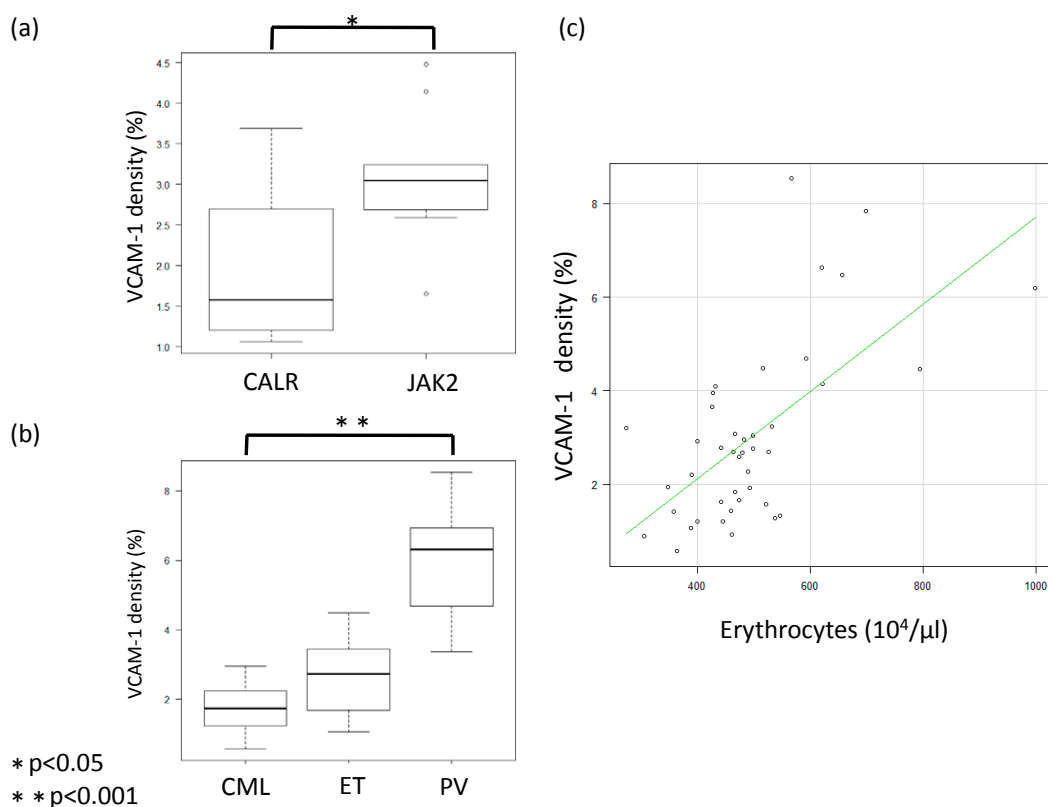 (a)
*
VCAM-1 density (%)
4.5
4.0
3.5
3.0
2.5
2.0
1.5
1.0
CALR JAK2
(b)
* *
VCAM-1 density (%)
8
6
4
2
CML ET PV
* p<0.05
* * p<0.001
(c)
VCAM-1 density (%)
8
6
4
2
400 600 800 1000
Erythrocytes (10⁴/μl)